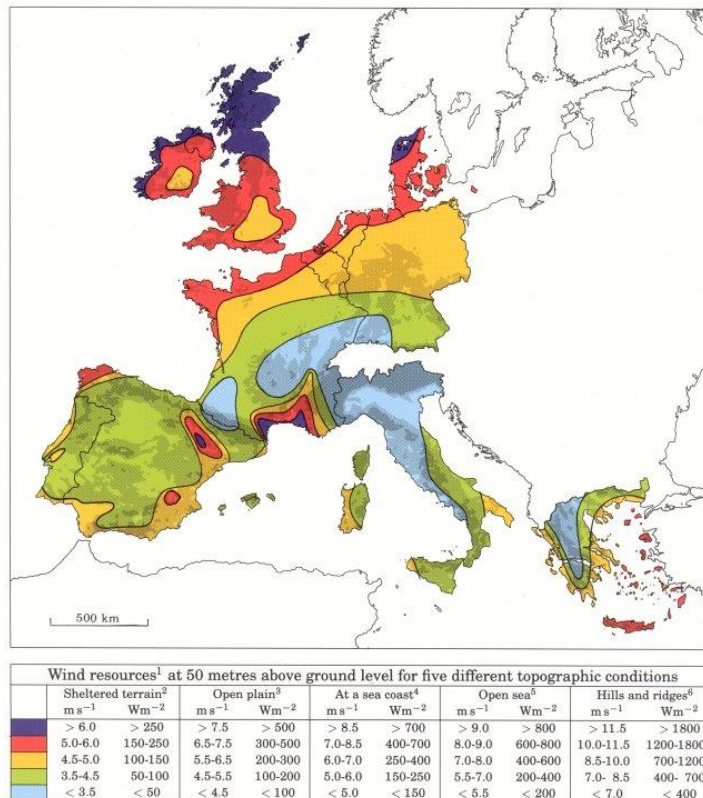 500 km
Wind resources¹ at 50 metres above ground level for five different topographic conditions
Sheltered terrain² Open plain³ At a sea coast⁴ Open sea⁵ Hills and ridges⁶
m s⁻¹ Wm⁻² m s⁻¹ Wm⁻² m s⁻¹ Wm⁻² m s⁻¹ Wm⁻² m s⁻¹ Wm⁻²
> 6.0 > 250 > 7.5 > 500 > 8.5 > 700 > 9.0 > 800 > 11.5 > 1800
5.0-6.0 150-250 6.5-7.5 300-500 7.0-8.5 400-700 8.0-9.0 600-800 10.0-11.5 1200-1800
4.5-5.0 100-150 5.5-6.5 200-300 6.0-7.0 250-400 7.0-8.0 400-600 8.5-10.0 700-1200
3.5-4.5 50-100 4.5-5.5 100-200 5.0-6.0 150-250 5.5-7.0 200-400 7.0- 8.5 400- 700
< 3.5 < 50 < 4.5 < 100 < 5.0 < 150 < 5.5 < 200 < 7.0 < 400